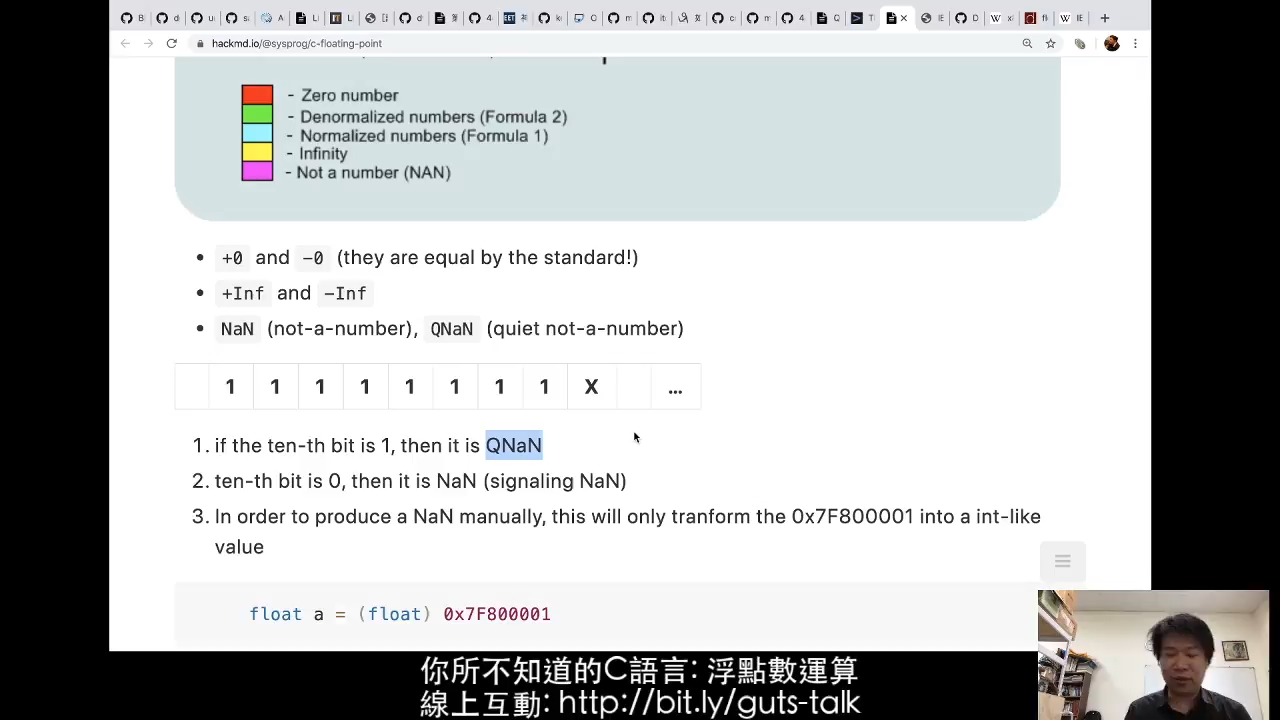 hackmd.io/@sysprog/c-floating-point
- Zero number
- Denormalized numbers (Formula 2)
- Normalized numbers (Formula 1)
- Infinity
- Not a number (NAN)
• +0 and -0 (they are equal by the standard!)
• +Inf and -Inf
• NaN (not-a-number), QNaN (quiet not-a-number)
1 1 1 1 1 1 1 1 X ...
1. if the ten-th bit is 1, then it is QNaN
2. ten-th bit is 0, then it is NaN (signaling NaN)
3. In order to produce a NaN manually, this will only tranform the 0x7F800001 into a int-like
value
float a = (float) 0x7F800001
你所不知道的C語言: 浮點數運算
線上互動: http://bit.ly/guts-talk